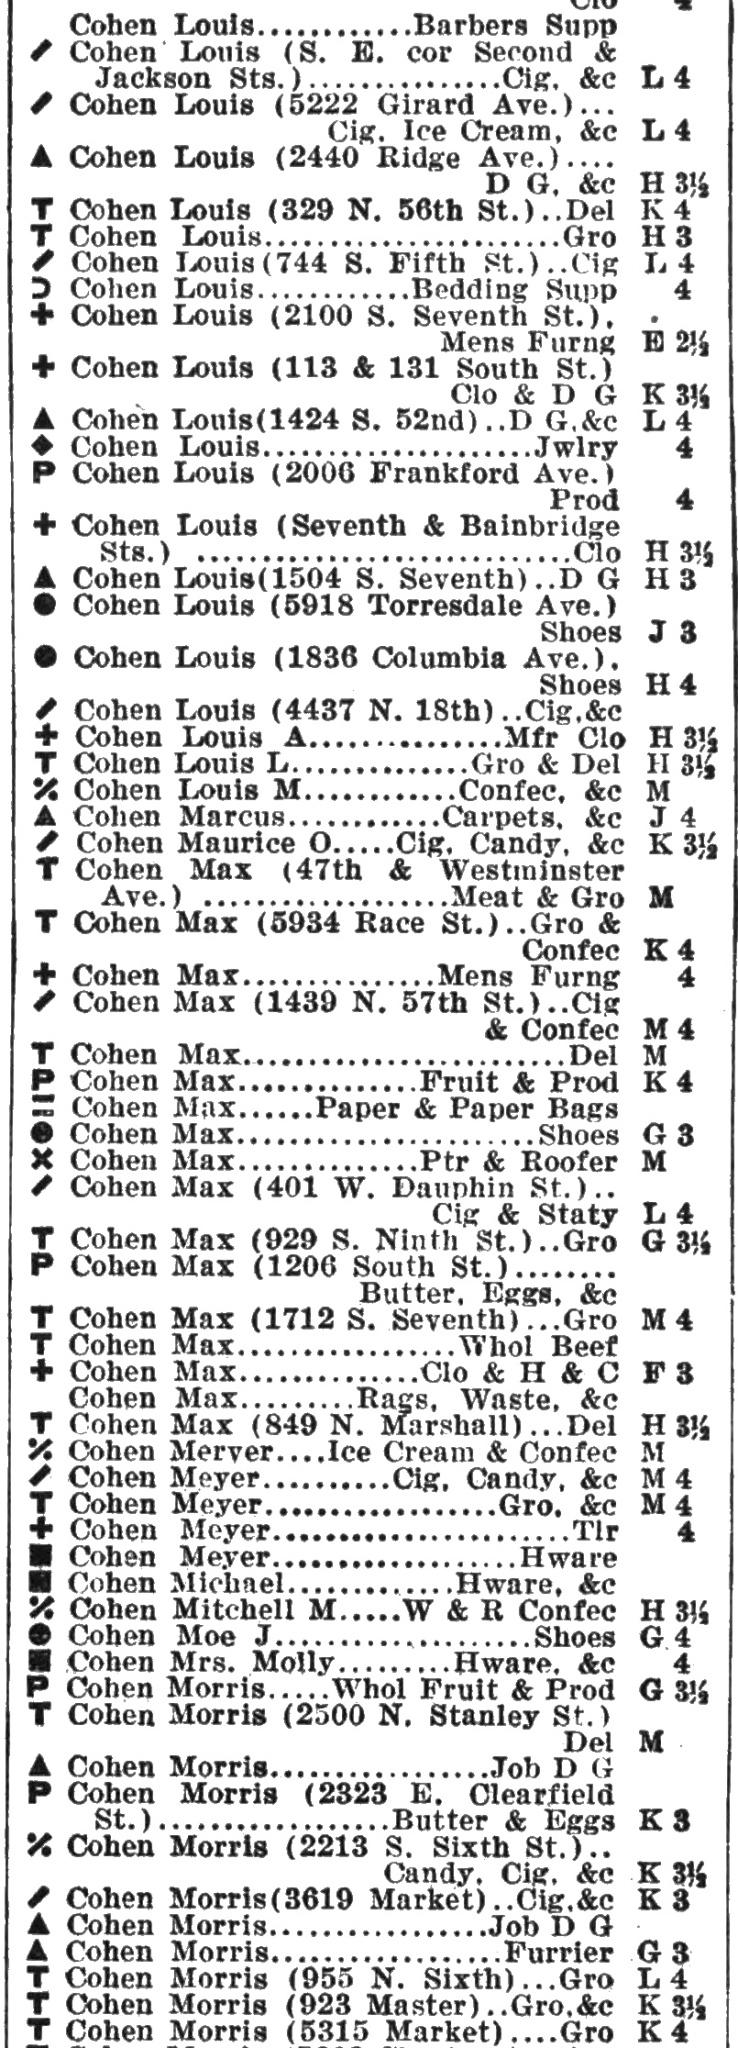 Clo 4
Cohen Louis............Barbers Supp
Cohen Louis (S. E. cor Second &
Jackson Sts.)...............Cig, &c L 4
Cohen Louis (5222 Girard Ave.)...
Cig, Ice Cream, &c L 4
▲ Cohen Louis (2440 Ridge Ave.)....
D G, &c H 3½
T Cohen Louis (329 N. 56th St.)..Del K 4
T Cohen Louis.......................Gro H 3
Cohen Louis(744 S. Fifth St.)..Cig L 4
Cohen Louis............Bedding Supp 4
+ Cohen Louis (2100 S. Seventh St.),
Mens Furng E 2½
+ Cohen Louis (113 & 131 South St.)
Clo & D G K 3½
▲ Cohen Louis(1424 S. 52nd)..D G,&c L 4
◆ Cohen Louis.....................Jwlry 4
P Cohen Louis (2006 Frankford Ave.)
Prod 4
+ Cohen Louis (Seventh & Bainbridge
Sts.) ..............................Clo H 3½
▲ Cohen Louis(1504 S. Seventh)..D G H 3
● Cohen Louis (5918 Torresdale Ave.)
Shoes J 3
● Cohen Louis (1836 Columbia Ave.),
Shoes H 4
Cohen Louis (4437 N. 18th)..Cig,&c
+ Cohen Louis A...............Mfr Clo H 3½
T Cohen Louis L..............Gro & Del H 3½
٪ Cohen Louis M............Confec, &c M
▲ Cohen Marcus............Carpets, &c J 4
Cohen Maurice O.....Cig, Candy, &c K 3½
T Cohen Max (47th & Westminster
Ave.) ...................Meat & Gro M
T Cohen Max (5934 Race St.)..Gro &
Confec K 4
+ Cohen Max...............Mens Furng 4
Cohen Max (1439 N. 57th St.)..Cig
& Confec M 4
T Cohen Max..........................Del M
P Cohen Max..............Fruit & Prod K 4
Cohen Max......Paper & Paper Bags
● Cohen Max........................Shoes G 3
× Cohen Max..............Ptr & Roofer M
Cohen Max (401 W. Dauphin St.)..
Cig & Staty L 4
T Cohen Max (929 S. Ninth St.)..Gro G 3½
P Cohen Max (1206 South St.)........
Butter, Eggs, &c
T Cohen Max (1712 S. Seventh)...Gro M 4
T Cohen Max..................Whol Beef
+ Cohen Max..............Clo & H & C F 3
Cohen Max.........Rags, Waste, &c
T Cohen Max (849 N. Marshall)...Del H 3½
٪ Cohen Merver....Ice Cream & Confec M
Cohen Meyer..........Cig, Candy, &c M 4
T Cohen Meyer...................Gro, &c M 4
+ Cohen Meyer........................Tlr 4
■ Cohen Meyer....................Hware
■ Cohen Michael..............Hware, &c
٪ Cohen Mitchell M.....W & R Confec H 3½
● Cohen Moe J.....................Shoes G 4
■ Cohen Mrs. Molly.........Hware, &c 4
P Cohen Morris.....Whol Fruit & Prod G 3½
T Cohen Morris (2500 N. Stanley St.)
Del M
▲ Cohen Morris..................Job D G
P Cohen Morris (2323 E. Clearfield
St.)..................Butter & Eggs K 3
٪ Cohen Morris (2213 S. Sixth St.)..
Candy, Cig, &c K 3½
Cohen Morris(3619 Market)..Cig,&c K 3
▲ Cohen Morris..................Job D G
▲ Cohen Morris...................Furrier G 3
T Cohen Morris (955 N. Sixth)...Gro L 4
T Cohen Morris (923 Master)..Gro,&c K 3½
T Cohen Morris (5315 Market)....Gro K 4